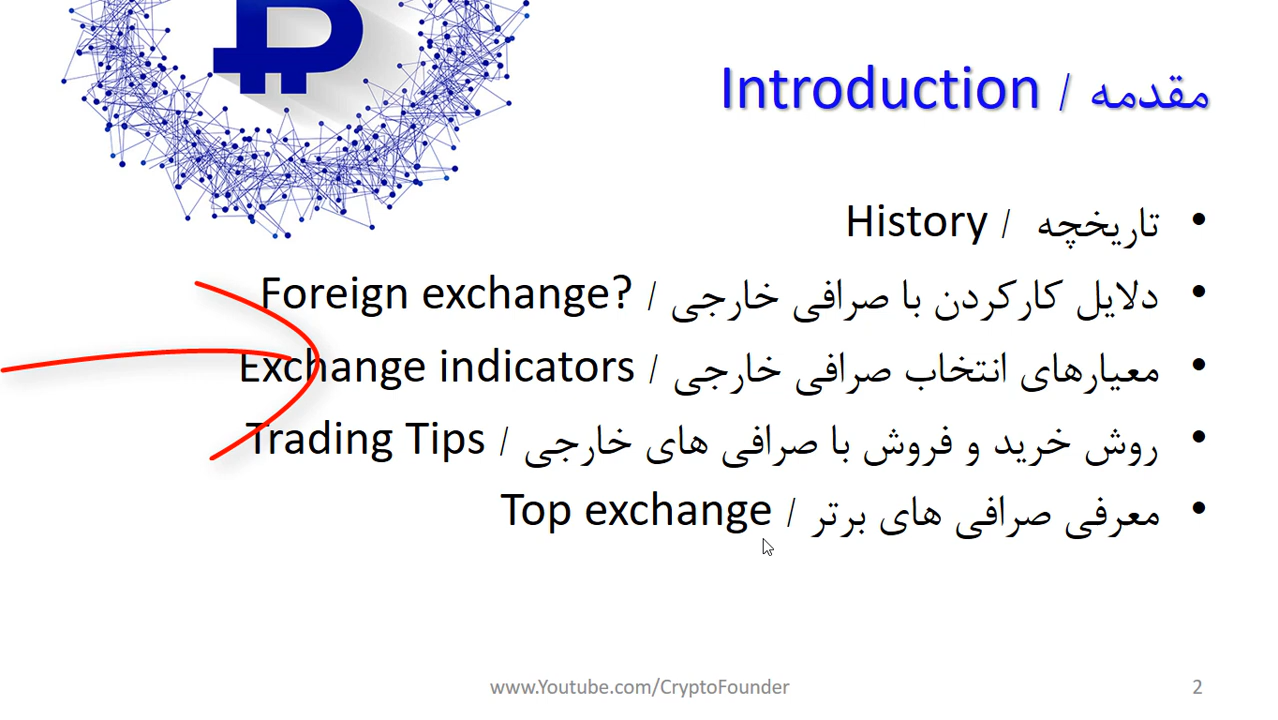 مقدمه / Introduction
• تاریخچه / History
• دلایل کارکردن با صرافی خارجی / Foreign exchange?
• معیارهای انتخاب صرافی خارجی / Exchange indicators
• روش خرید و فروش با صرافی های خارجی / Trading Tips
• معرفی صرافی های برتر / Top exchange
www.Youtube.com/CryptoFounder
2